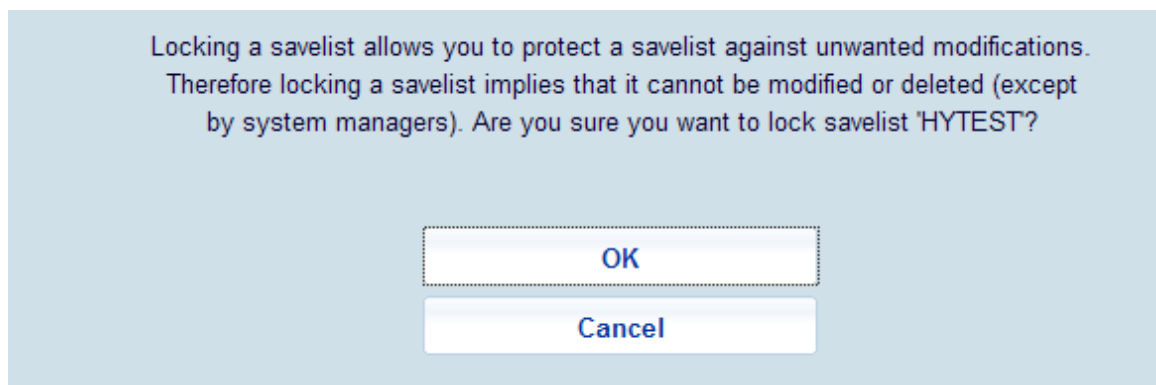 Locking a savelist allows you to protect a savelist against unwanted modifications.
Therefore locking a savelist implies that it cannot be modified or deleted (except
by system managers). Are you sure you want to lock savelist 'HYTEST'?
OK
Cancel